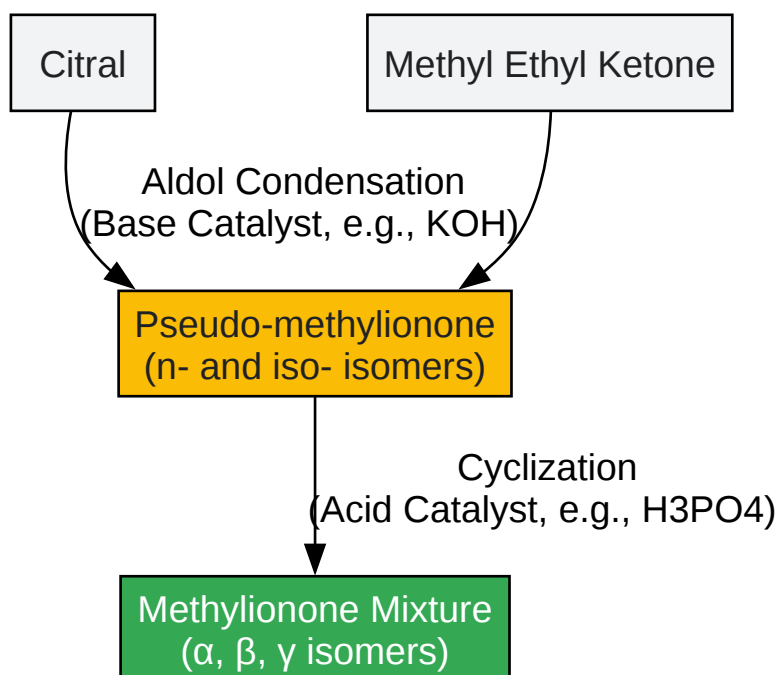 Citral
Methyl Ethyl Ketone
Aldol Condensation
(Base Catalyst, e.g., KOH)
Pseudo-methylionone
(n- and iso- isomers)
Cyclization
(Acid Catalyst, e.g., H3PO4)
Methylionone Mixture
(α, β, γ isomers)